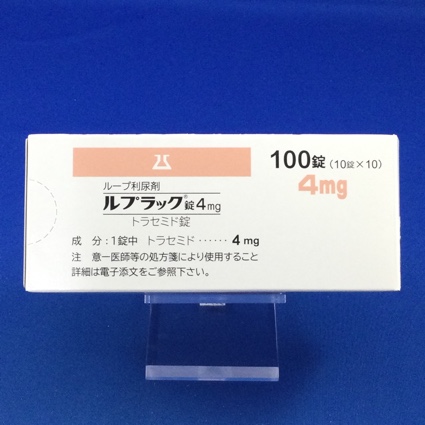 100錠(10錠×10)
4mg
ループ利尿剤
ルプラック®錠4mg
トラセミド錠
成 分:1錠中 トラセミド…… 4 mg
注 意ー医師等の処方箋により使用すること
詳細は電子添文をご参照下さい。